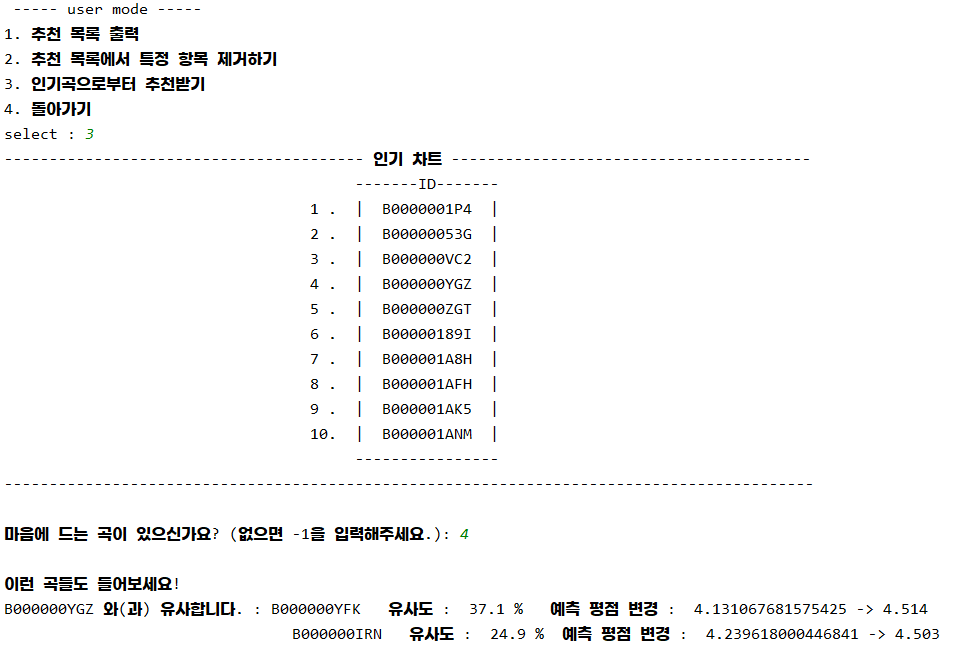 ----- user mode -----
1. 추천 목록 출력
2. 추천 목록에서 특정 항목 제거하기
3. 인기곡으로부터 추천받기
4. 돌아가기
select : 3
---------------------------------------- 인기 차트 ----------------------------------------
-------ID-------
1 . | B0000001P4 |
2 . | B00000053G |
3 . | B000000VC2 |
4 . | B000000YGZ |
5 . | B000000ZGT |
6 . | B00000189I |
7 . | B000001A8H |
8 . | B000001AFH |
9 . | B000001AK5 |
10. | B000001ANM |
----------------
------------------------------------------------------------------------------------------
마음에 드는 곡이 있으신가요? (없으면 -1을 입력해주세요.): 4
이런 곡들도 들어보세요!
B000000YGZ 와(과) 유사합니다. : B000000YFK 유사도 : 37.1 % 예측 평점 변경 : 4.131067681575425 -> 4.514
B000000IRN 유사도 : 24.9 % 예측 평점 변경 : 4.239618000446841 -> 4.503